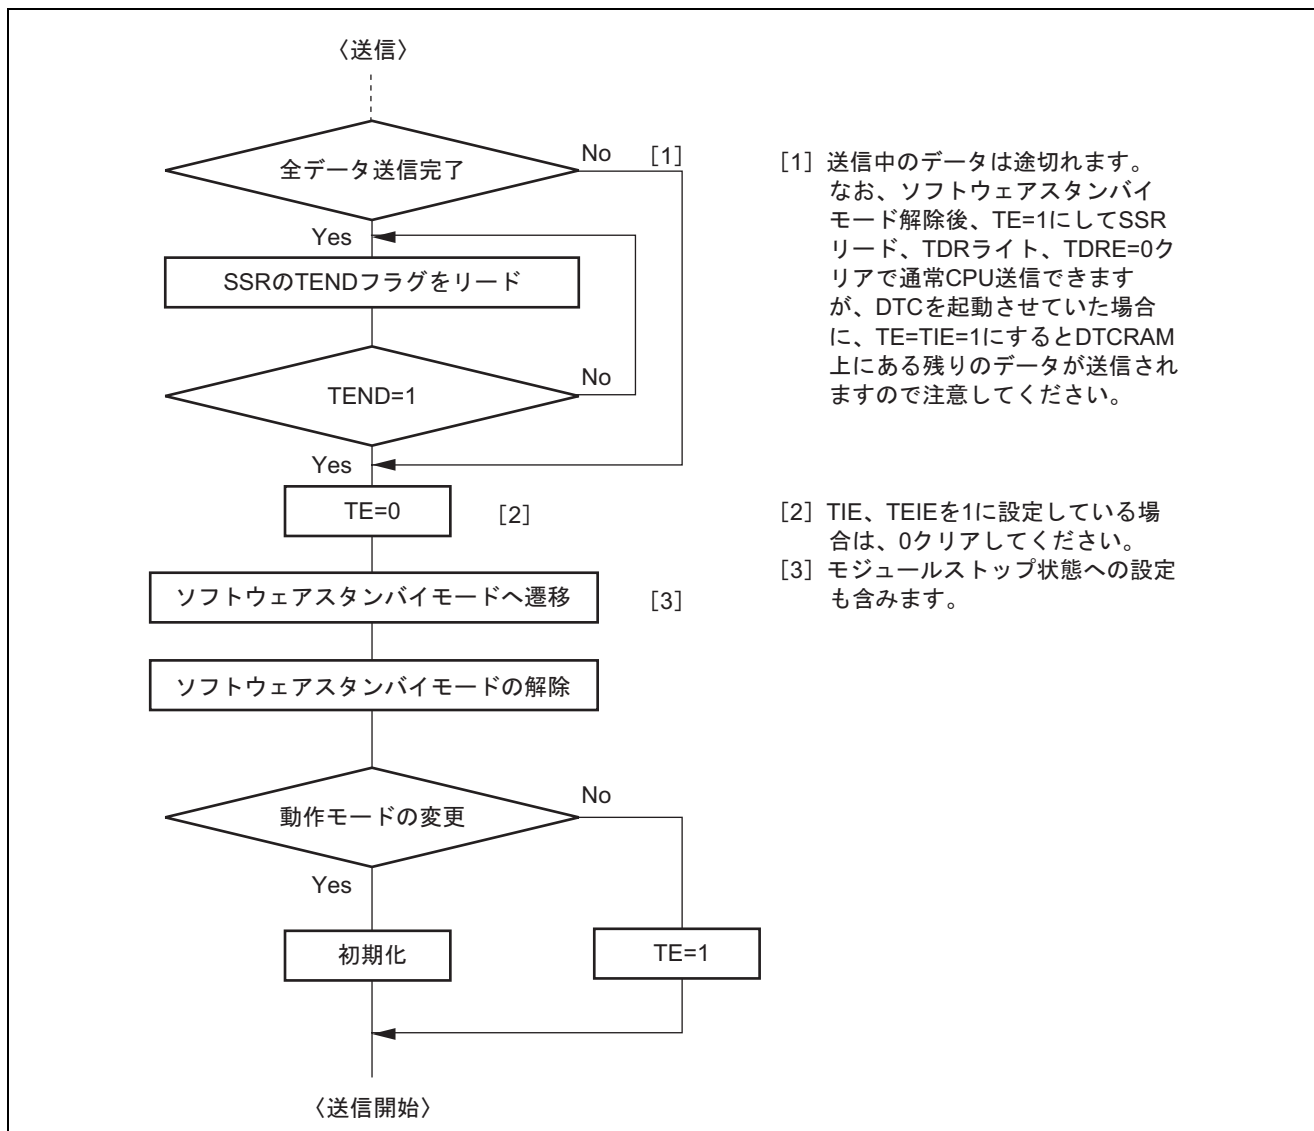 〈送信〉
全データ送信完了
No [1]
Yes
SSRのTENDフラグをリード
TEND=1
No
Yes
TE=0
[2]
ソフトウェアスタンバイモードへ遷移
[3]
ソフトウェアスタンバイモードの解除
動作モードの変更
No
Yes
初期化
TE=1
〈送信開始〉
[1] 送信中のデータは途切れます。
なお、ソフトウェアスタンバイ
モード解除後、TE=1にしてSSR
リード、TDRライト、TDRE=0ク
リアで通常CPU送信できます
が、DTCを起動させていた場合
に、TE=TIE=1にするとDTCRAM
上にある残りのデータが送信され
ますので注意してください。
[2] TIE、TEIEを1に設定している場
合は、0クリアしてください。
[3] モジュールストップ状態への設定
も含みます。